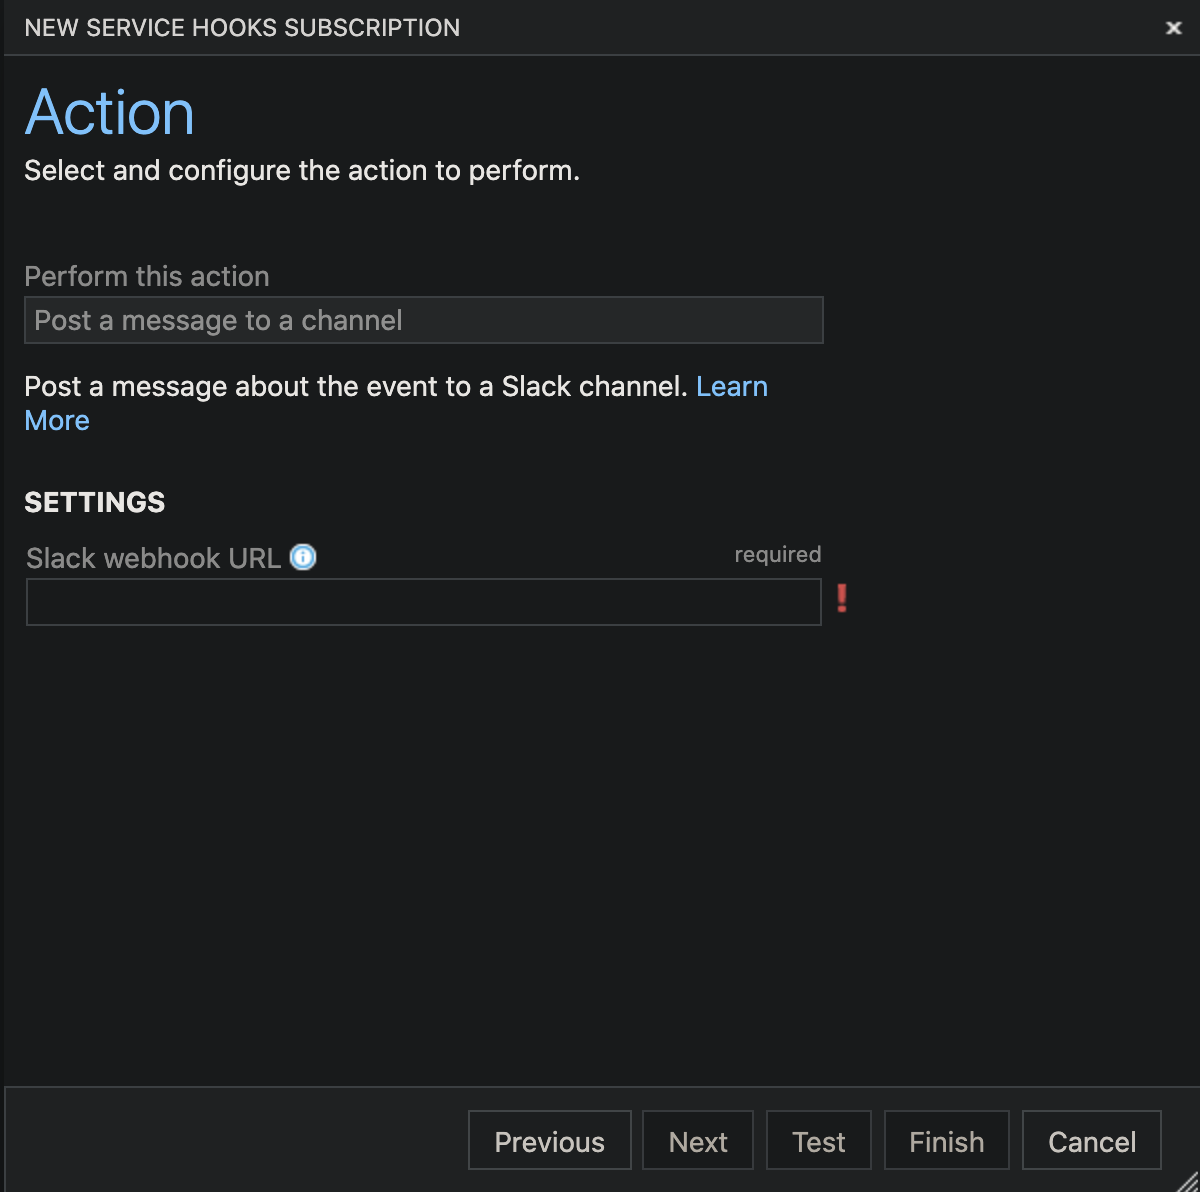 NEW SERVICE HOOKS SUBSCRIPTION
Action
Select and configure the action to perform.
Perform this action
Post a message to a channel
Post a message about the event to a Slack channel. Learn
More
SETTINGS
Slack webhook URL required
Previous Next Test Finish Cancel